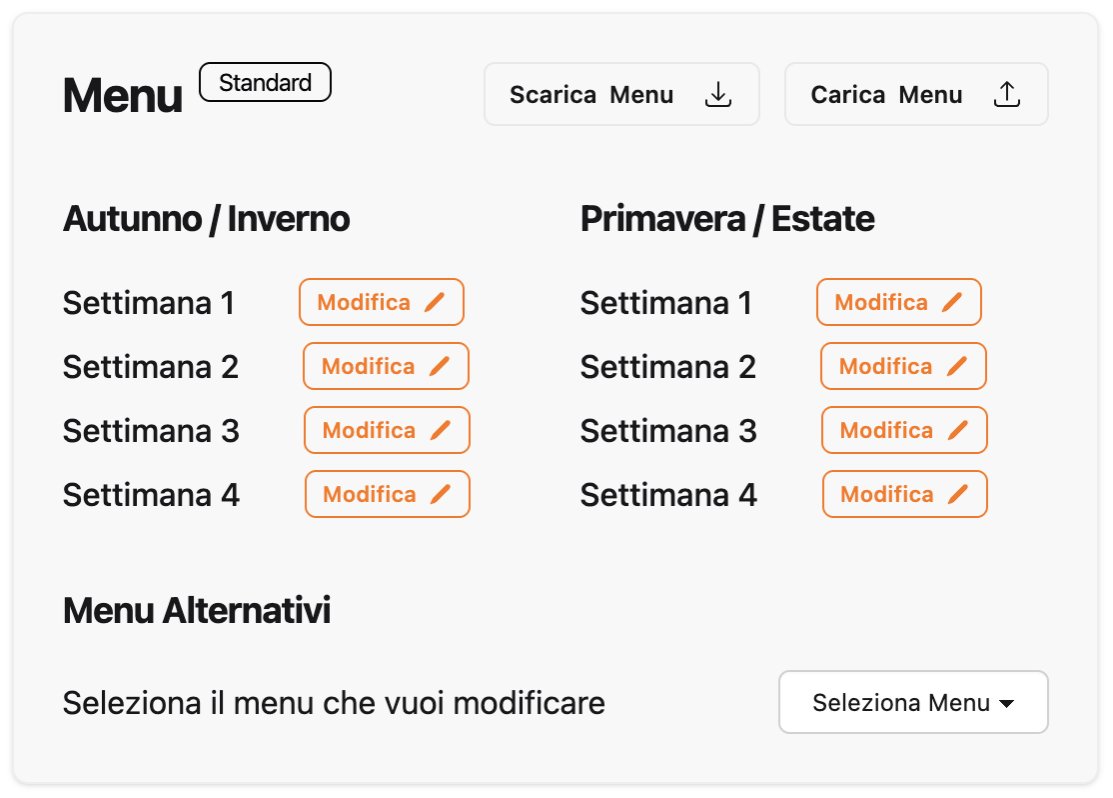 Menu Standard Scarica Menu Carica Menu
Autunno / Inverno
Settimana 1 Modifica
Settimana 2 Modifica
Settimana 3 Modifica
Settimana 4 Modifica
Primavera / Estate
Settimana 1 Modifica
Settimana 2 Modifica
Settimana 3 Modifica
Settimana 4 Modifica
Menu Alternativi
Seleziona il menu che vuoi modificare Seleziona Menu